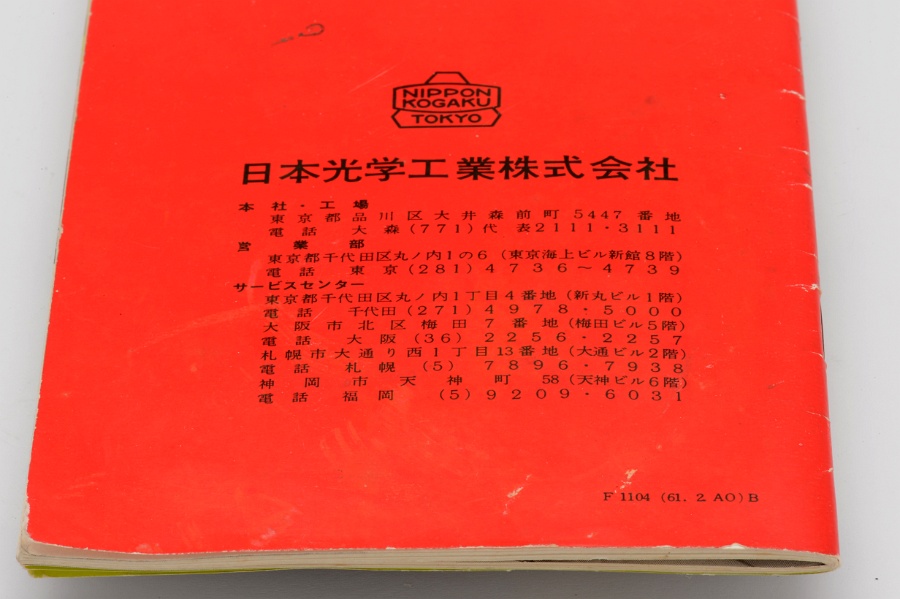 NIPPON
KOGAKU
TOKYO
日本光学工業株式会社
本社・工場
東京都品川区大井森前町5447番地
電話 大森(771)代表2111・3111
営業部
東京都千代田区丸ノ内1の6 (東京海上ビル新館8階)
電話 東京(281)4736〜4739
サービスセンター
東京都千代田区丸ノ内1丁目4番地(新丸ビル1階)
電話 千代田(271)4978・5000
大阪市北区梅田7番地(梅田ビル5階)
電話 大阪(36)2256・2257
札幌市大通り西1丁目13番地(大通ビル2階)
電話 札幌(5)7896・7938
神岡市天神町58(天神ビル6階)
電話 福岡(5)9209・6031
F 1104 (61. 2. AO) B